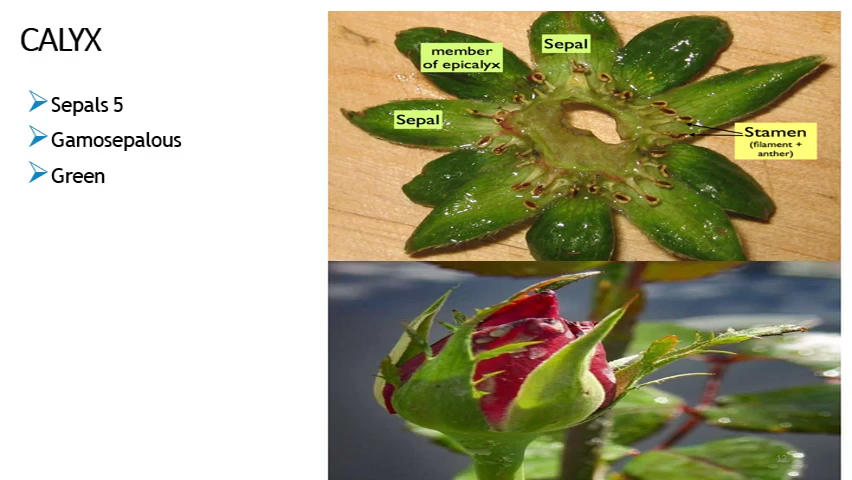 CALYX
Sepals 5
Gamosepalous
Green
member
of epicalyx
Sepal
Sepal
Stamen
(filament +
anther)